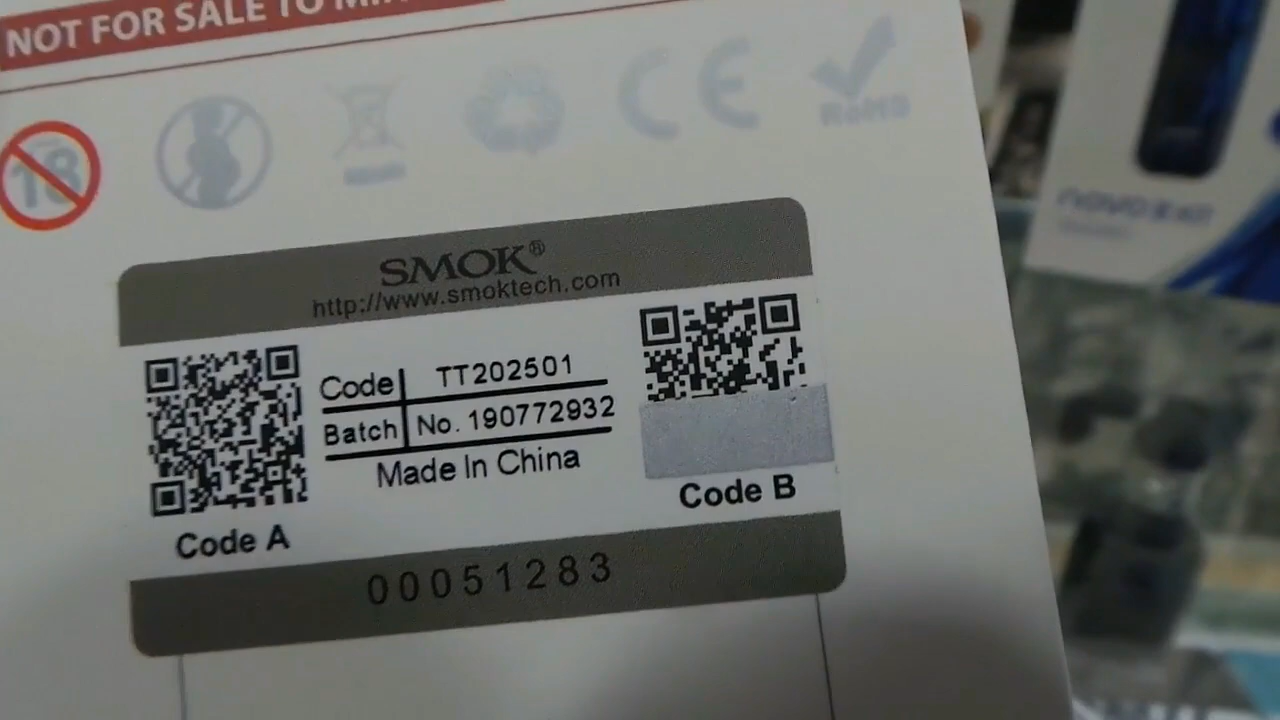 NOT FOR SALE TO MI
18
CE
RoHS
SMOK®
http://www.smoktech.com
Code TT202501
Batch No. 190772932
Made In China
Code A
Code B
00051283